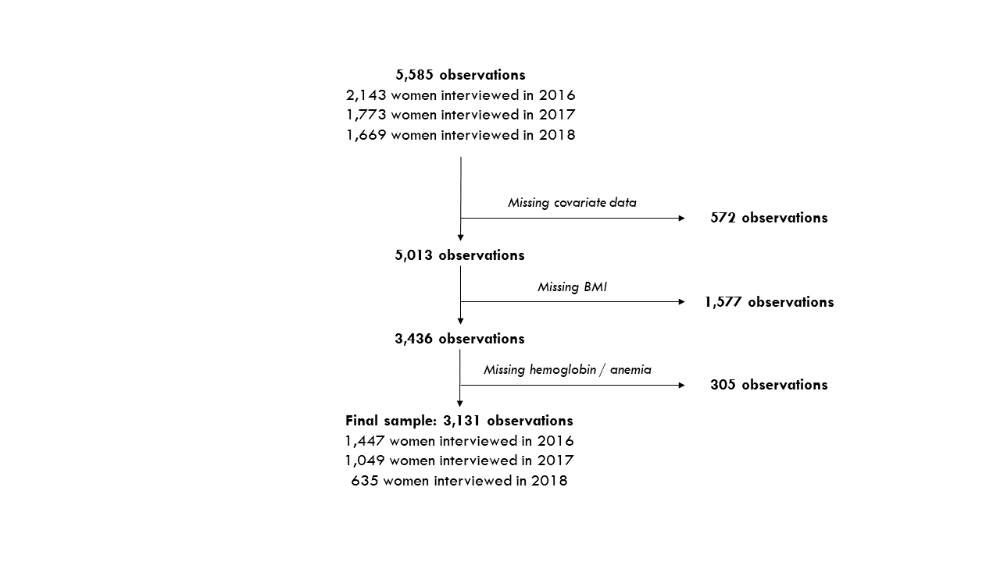 5,585 observations
2,143 women interviewed in 2016
1,773 women interviewed in 2017
1,669 women interviewed in 2018
Missing covariate data
572 observations
5,013 observations
Missing BMI
1,577 observations
3,436 observations
Missing hemoglobin / anemia
305 observations
Final sample: 3,131 observations
1,447 women interviewed in 2016
1,049 women interviewed in 2017
635 women interviewed in 2018